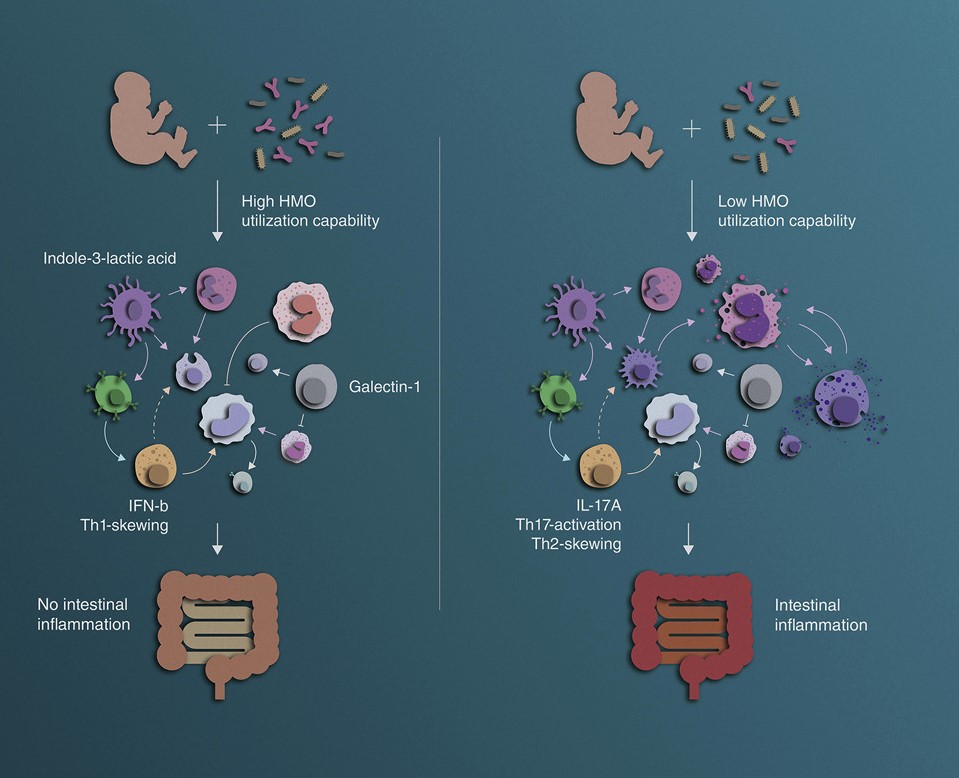 High HMO
utilization capability
Indole-3-lactic acid
Galectin-1
IFN-b
Th1-skewing
No intestinal
inflammation
Low HMO
utilization capability
IL-17A
Th17-activation
Th2-skewing
Intestinal
inflammation